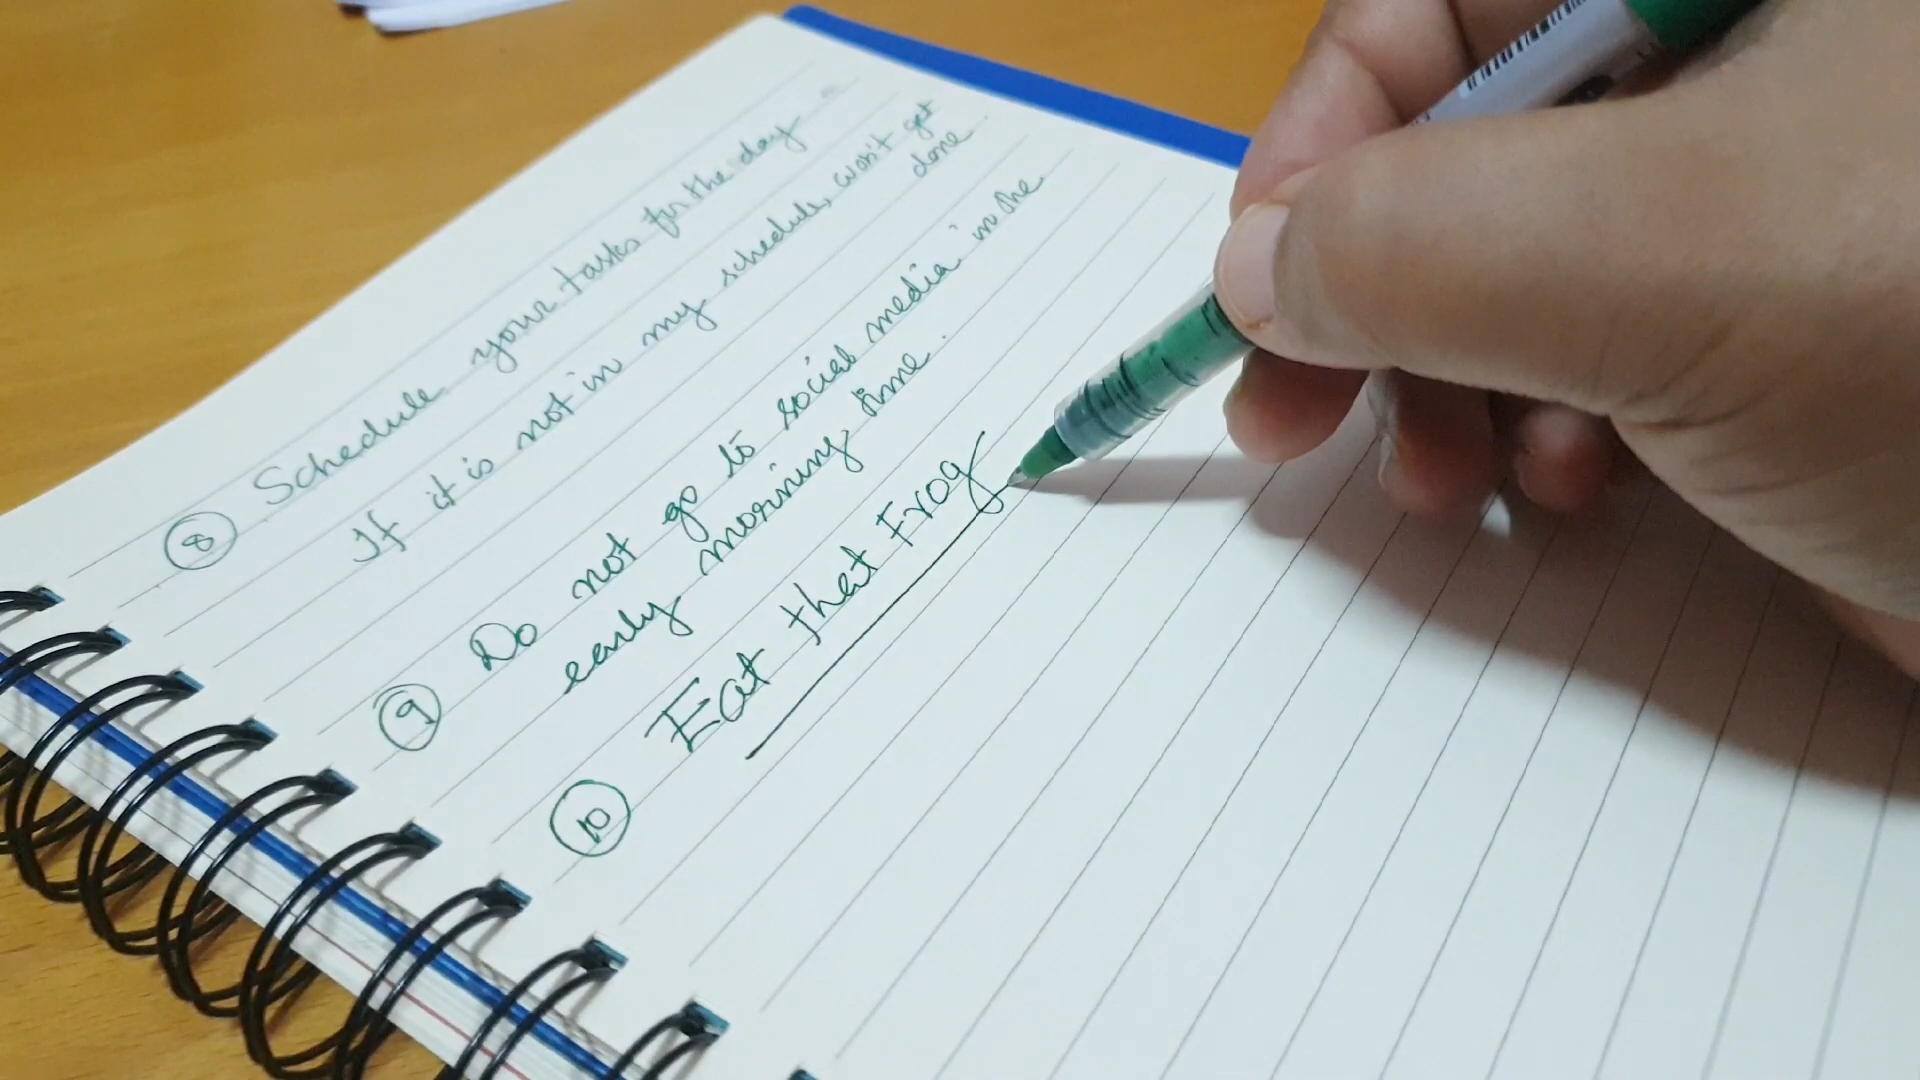 8 Schedule your tasks for the day
If it is not in my schedule, won't get
done.
9 Do not go to social media in the
early morning time.
10 Eat that Frog